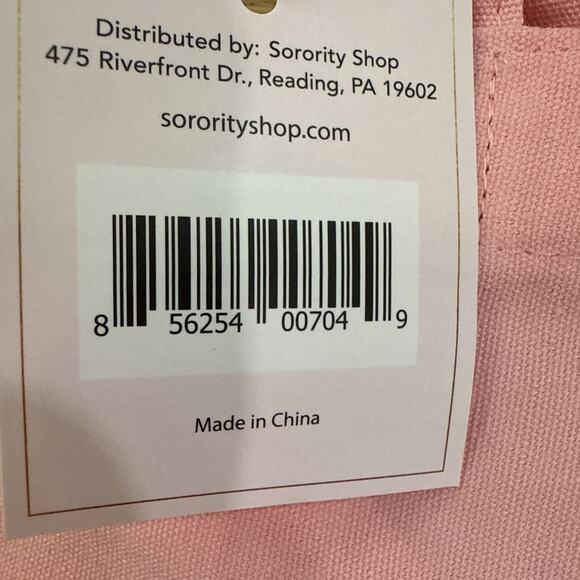 Distributed by: Sorority Shop
475 Riverfront Dr., Reading, PA 19602
sororityshop.com
8 56254 00704 9
Made in China